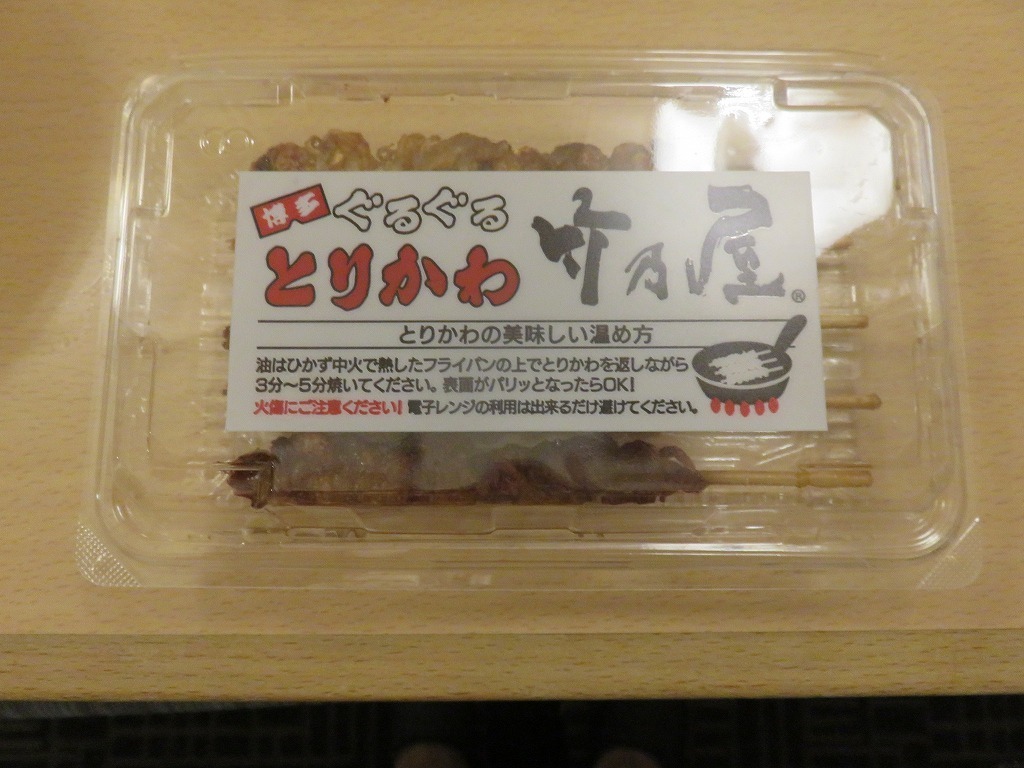 博多 ぐるぐる
とりかわ
竹乃屋®
とりかわの美味しい温め方
油はひかず中火で熱したフライパンの上でとりかわを返しながら
3分～5分焼いてください。表面がパリッとなったらOK!
火傷にご注意ください! 電子レンジの利用は出来るだけ避けてください。